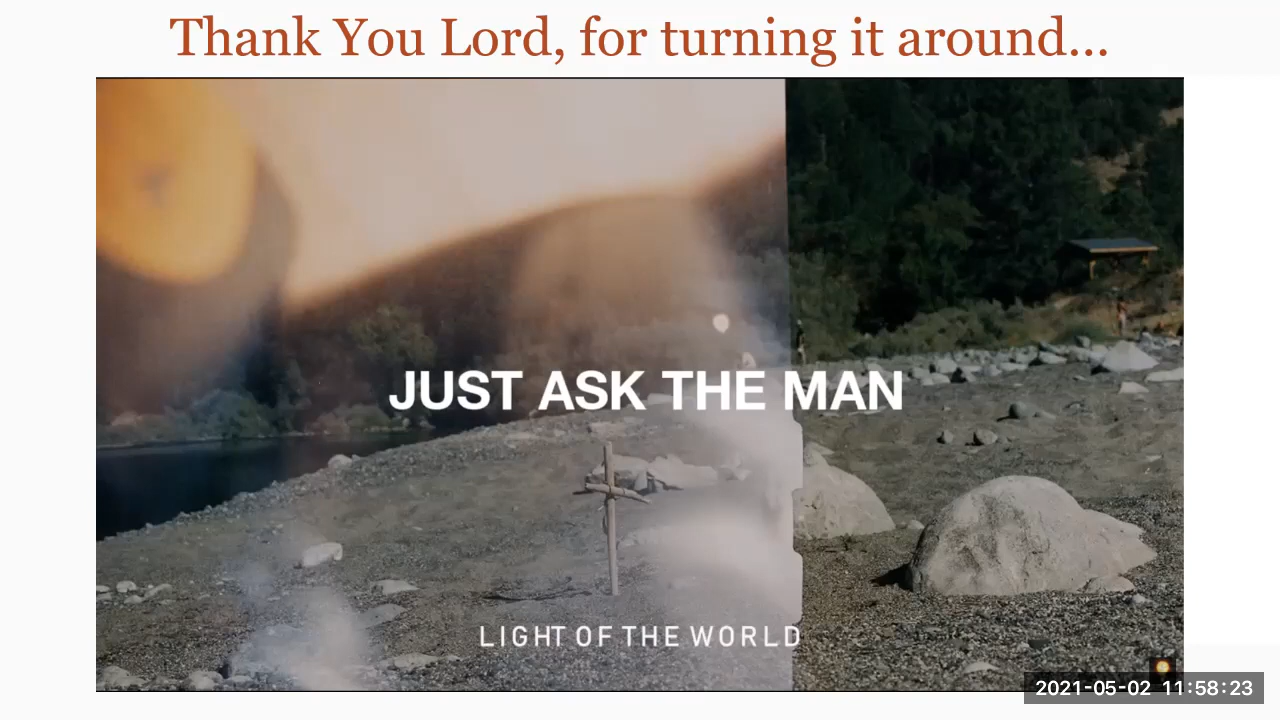 Thank You Lord, for turning it around...
JUST ASK THE MAN
LIGHT OF THE WORLD
2021-05-02 11:58:23